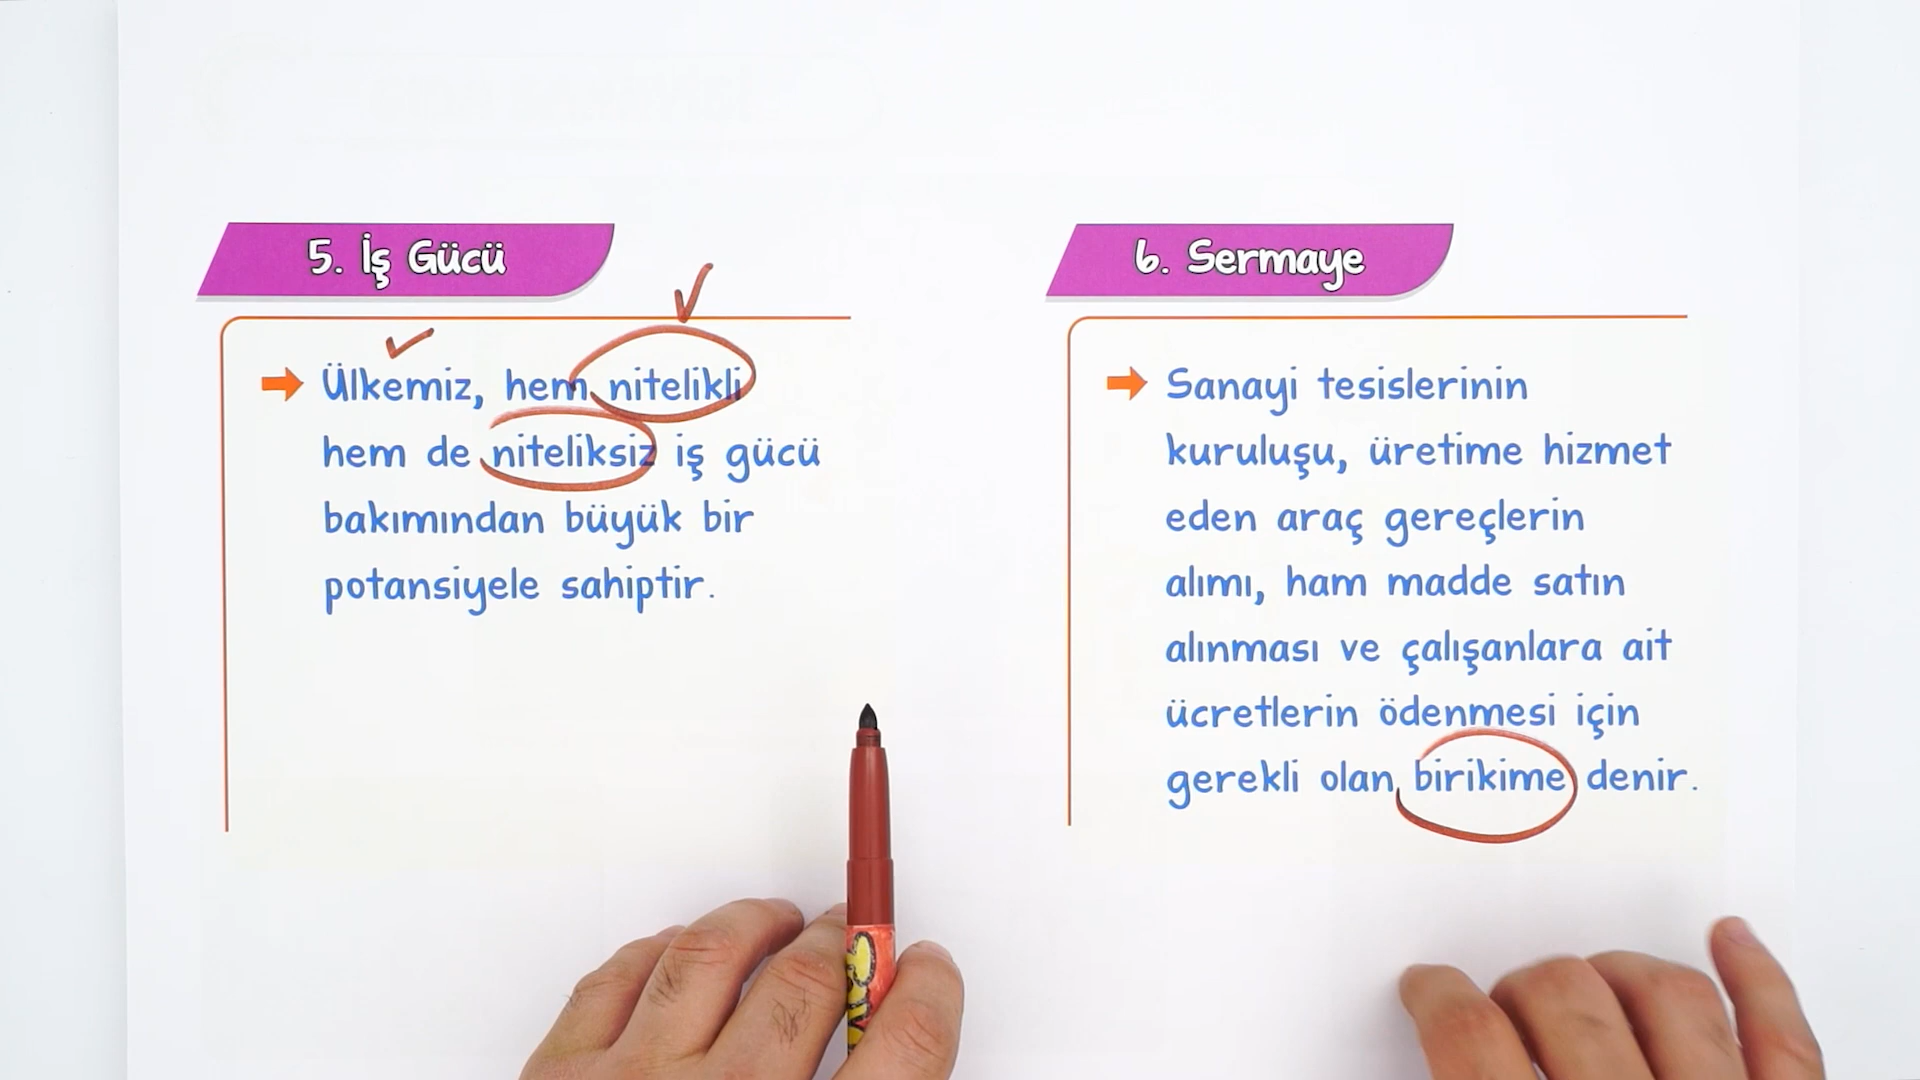 5. İş Gücü
Ülkemiz, hem nitelikli
hem de niteliksiz iş gücü
bakımından büyük bir
potansiyele sahiptir.
6. Sermaye
Sanayi tesislerinin
kuruluşu, üretime hizmet
eden araç gereçlerin
alımı, ham madde satın
alınması ve çalışanlara ait
ücretlerin ödenmesi için
gerekli olan birikime denir.